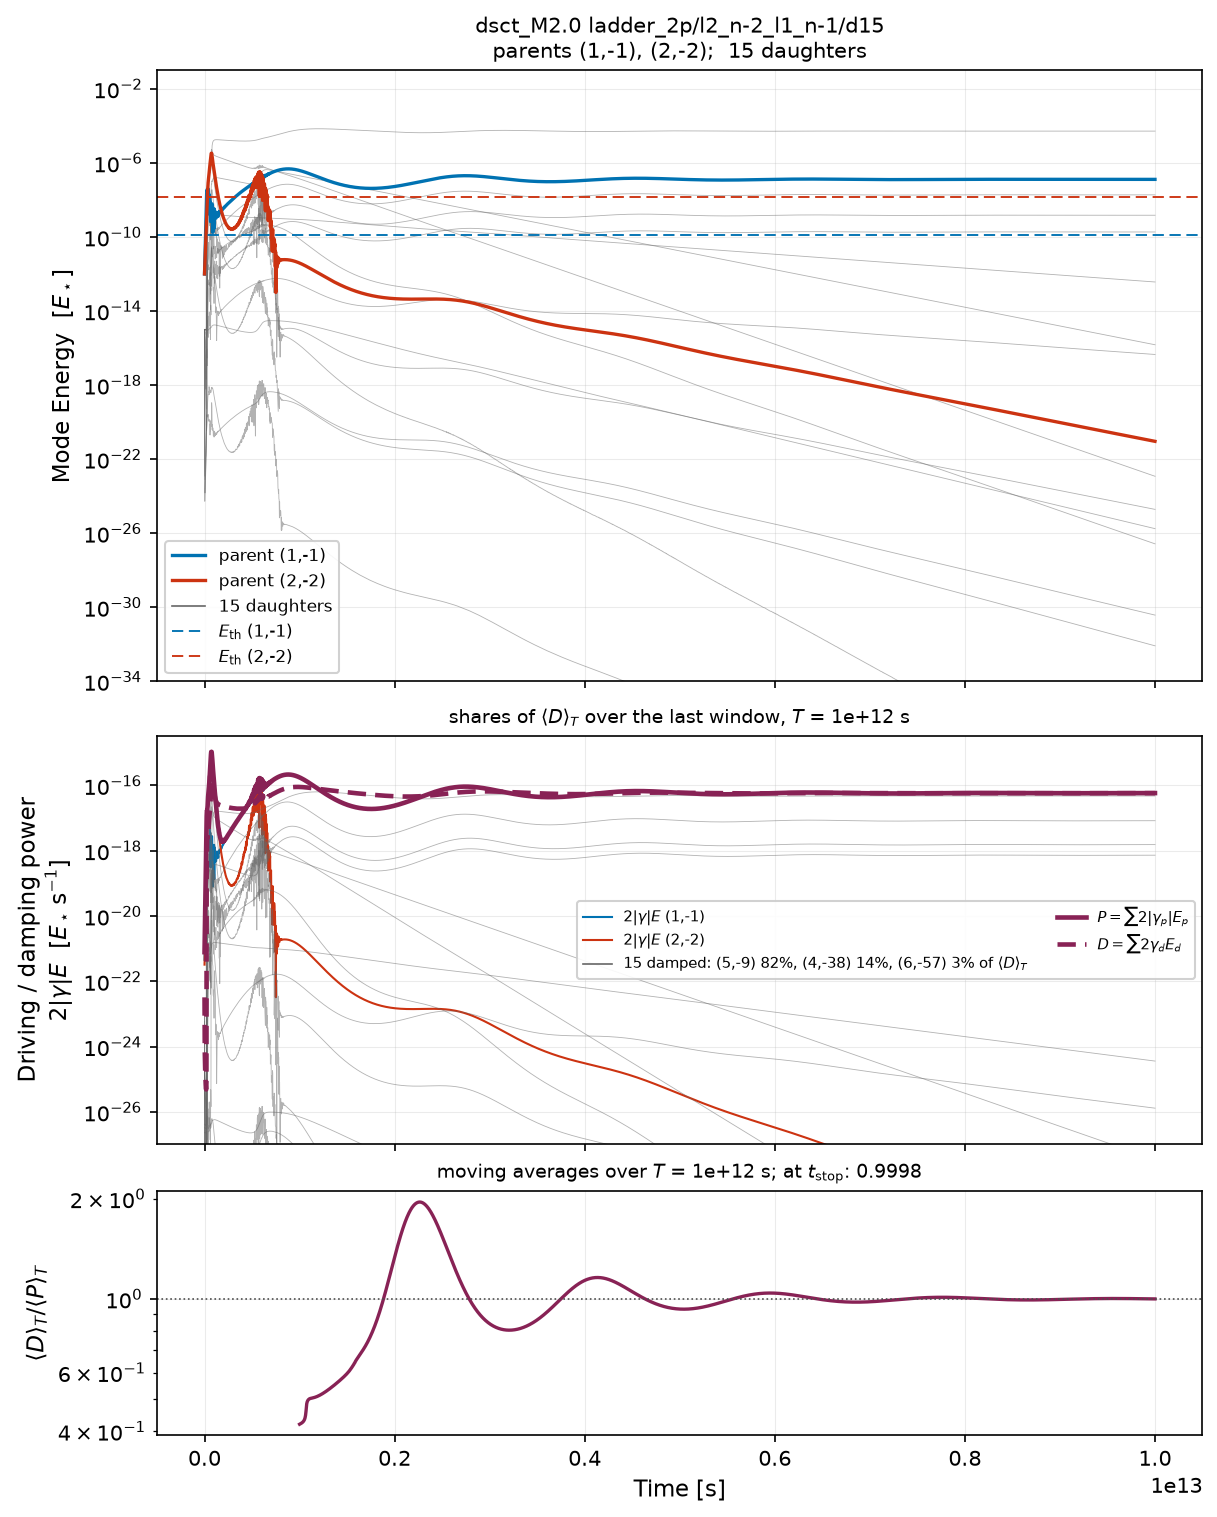 dsct_M2.0 ladder_2p/l2_n-2_l1_n-1/d15
parents (1,-1), (2,-2);  15 daughters
Mode Energy  [E⋆]
10⁻²
10⁻⁶
10⁻¹⁰
10⁻¹⁴
10⁻¹⁸
10⁻²²
10⁻²⁶
10⁻³⁰
10⁻³⁴
parent (1,-1)
parent (2,-2)
15 daughters
E_th (1,-1)
E_th (2,-2)
shares of ⟨D⟩_T over the last window, T = 1e+12 s
Driving / damping power
2|γ|E  [E⋆ s⁻¹]
10⁻¹⁶
10⁻¹⁸
10⁻²⁰
10⁻²²
10⁻²⁴
10⁻²⁶
2|γ|E (1,-1)
2|γ|E (2,-2)
15 damped: (5,-9) 82%, (4,-38) 14%, (6,-57) 3% of ⟨D⟩_T
P = ∑2|γ_p|E_p
D = ∑2γ_dE_d
moving averages over T = 1e+12 s; at t_stop: 0.9998
⟨D⟩_T/⟨P⟩_T
2 × 10⁰
10⁰
6 × 10⁻¹
4 × 10⁻¹
0.0
0.2
0.4
0.6
0.8
1.0
1e13
Time [s]